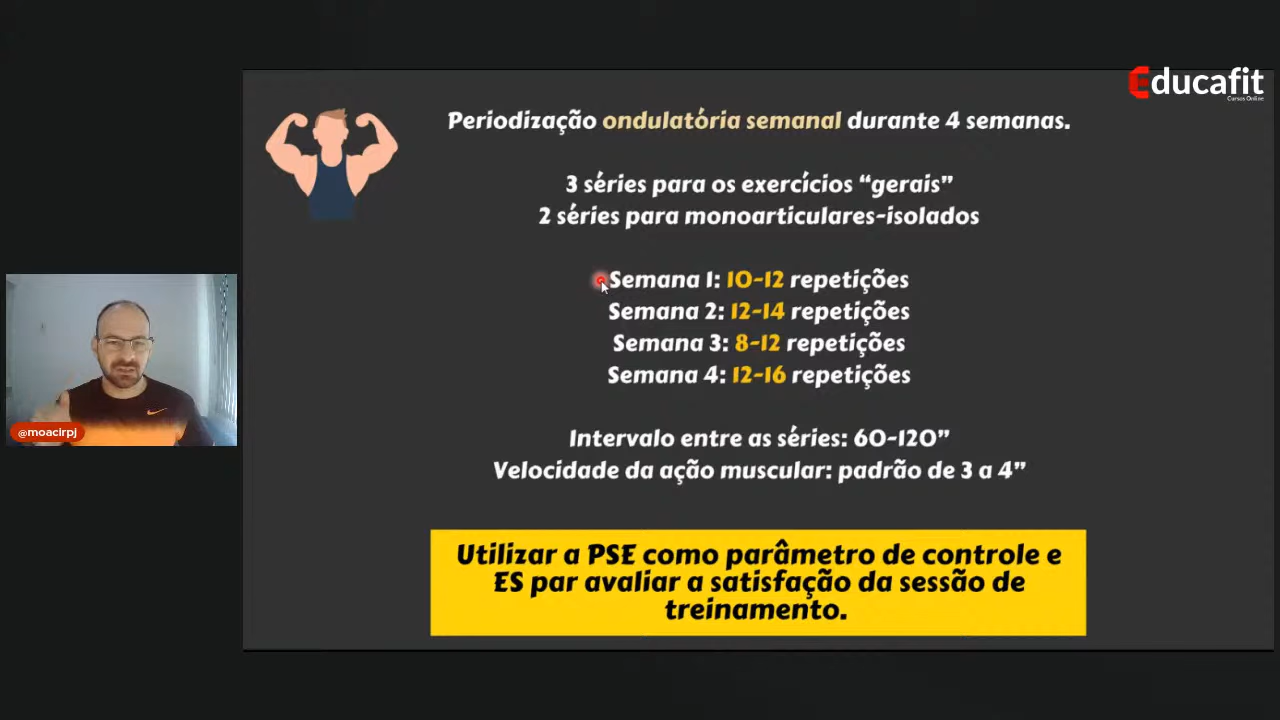 Educafit
Cursos Online
Periodização ondulatória semanal durante 4 semanas.
3 séries para os exercícios “gerais”
2 séries para monoarticulares-isolados
Semana 1: 10-12 repetições
Semana 2: 12-14 repetições
Semana 3: 8-12 repetições
Semana 4: 12-16 repetições
Intervalo entre as séries: 60-120”
Velocidade da ação muscular: padrão de 3 a 4”
Utilizar a PSE como parâmetro de controle e
ES par avaliar a satisfação da sessão de
treinamento.
@moacirpj